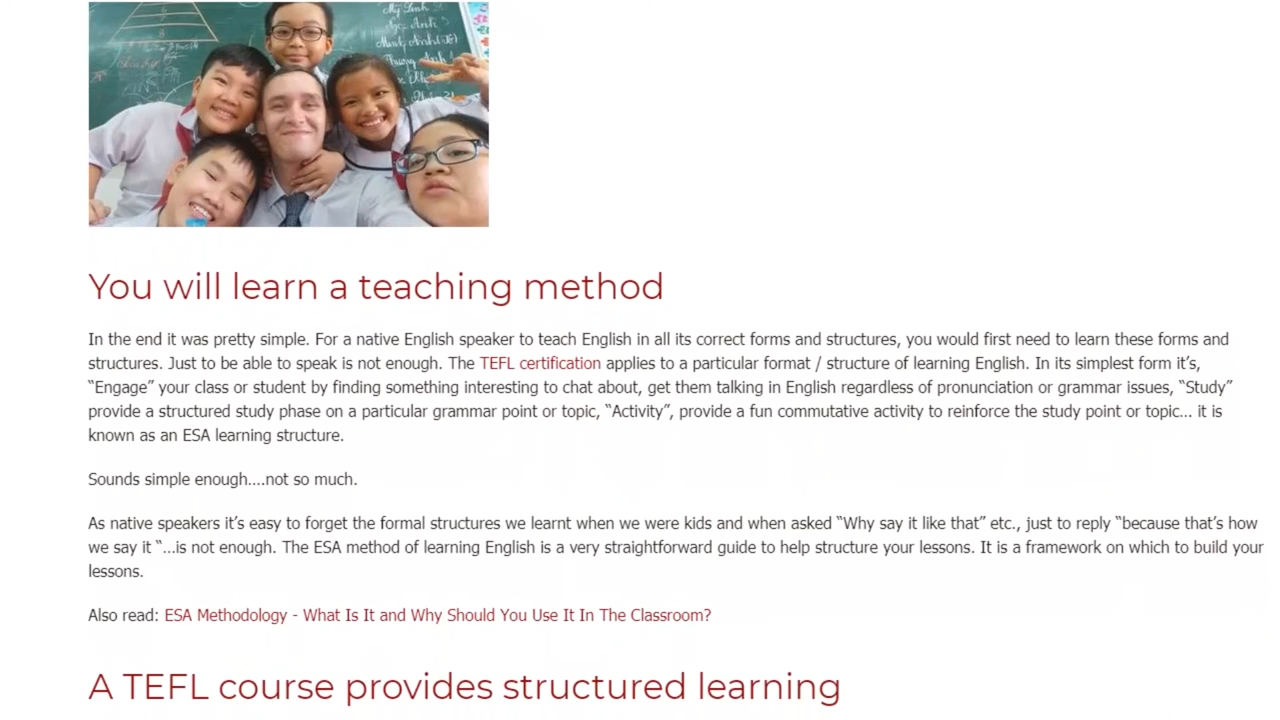 6
7
8
Mỹ Linh
Ngọc Anh 5
You will learn a teaching method
In the end it was pretty simple. For a native English speaker to teach English in all its correct forms and structures, you would first need to learn these forms and
structures. Just to be able to speak is not enough. The TEFL certification applies to a particular format / structure of learning English. In its simplest form it’s,
“Engage” your class or student by finding something interesting to chat about, get them talking in English regardless of pronunciation or grammar issues, “Study”
provide a structured study phase on a particular grammar point or topic, “Activity”, provide a fun commutative activity to reinforce the study point or topic... it is
known as an ESA learning structure.
Sounds simple enough....not so much.
As native speakers it’s easy to forget the formal structures we learnt when we were kids and when asked “Why say it like that” etc., just to reply “because that’s how
we say it “...is not enough. The ESA method of learning English is a very straightforward guide to help structure your lessons. It is a framework on which to build your
lessons.
Also read: ESA Methodology - What Is It and Why Should You Use It In The Classroom?
A TEFL course provides structured learning